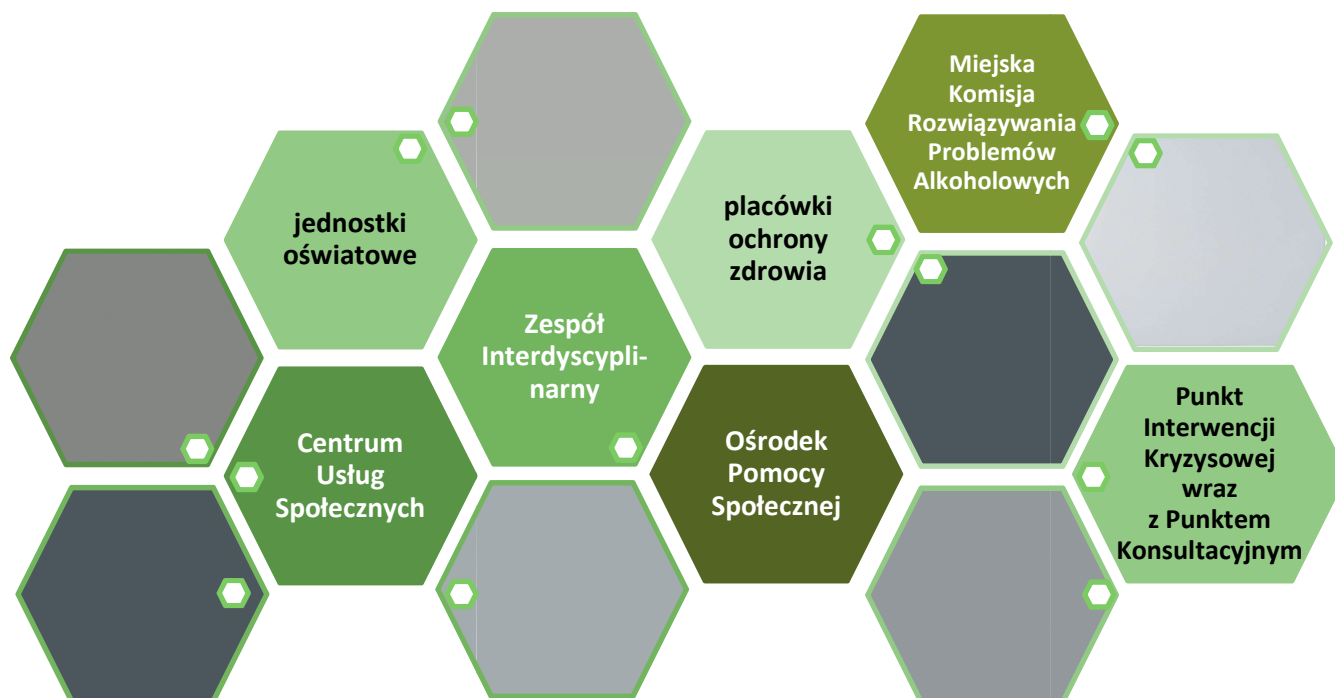 jednostki
oświatowe
Centrum
Usług
Społecznych
Zespół
Interdyscypli-
narny
placówki
ochrony
zdrowia
Ośrodek
Pomocy
Społecznej
Miejska
Komisja
Rozwiązywania
Problemów
Alkoholowych
Punkt
Interwencji
Kryzysowej
wraz
z Punktem
Konsultacyjnym